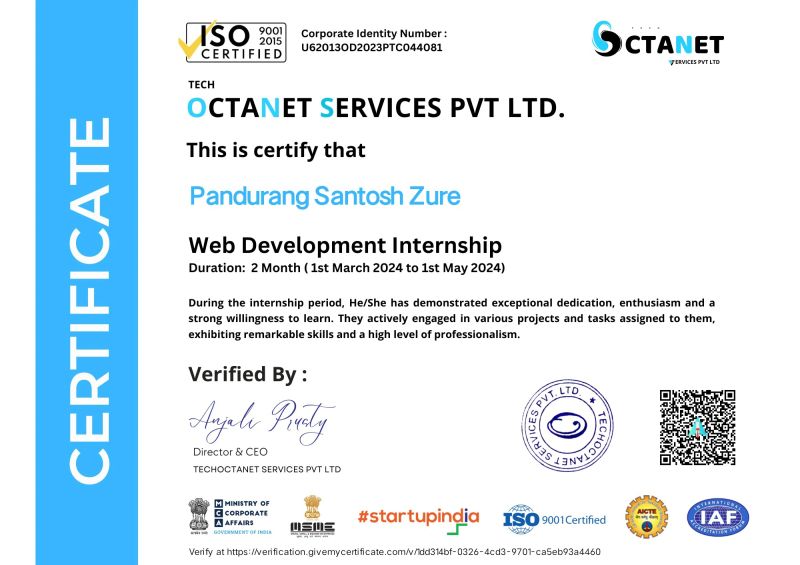 ISO 9001
2015
CERTIFIED
Corporate Identity Number :
U62013OD2023PTC044081
OCTANET
SERVICES PVT LTD
TECH
OCTANET SERVICES PVT LTD.
This is certify that
Pandurang Santosh Zure
Web Development Internship
Duration: 2 Month ( 1st March 2024 to 1st May 2024)
During the internship period, He/She has demonstrated exceptional dedication, enthusiasm and a
strong willingness to learn. They actively engaged in various projects and tasks assigned to them,
exhibiting remarkable skills and a high level of professionalism.
CERTIFICATE
Verified By :
Anjali Prusty
Director & CEO
TECHOCTANET SERVICES PVT LTD
TECHOCTANET SERVICES PVT. LTD.
MCA
MINISTRY OF
CORPORATE
AFFAIRS
GOVERNMENT OF INDIA
MSME
#startupindia
ISO 9001Certified
AICTE
INTERNATIONAL
IAF
Verify at https://verification.givemycertificate.com/v/1dd314bf-0326-4cd3-9701-ca5eb93a4460